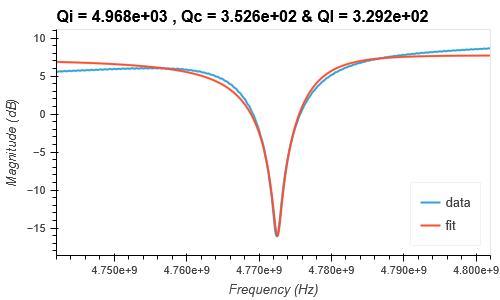 Qi = 4.968e+03 , Qc = 3.526e+02 & Ql = 3.292e+02
10
5
0
−5
−10
−15
Magnitude (dB)
data
fit
4.750e+9 4.760e+9 4.770e+9 4.780e+9 4.790e+9 4.800e+9
Frequency (Hz)